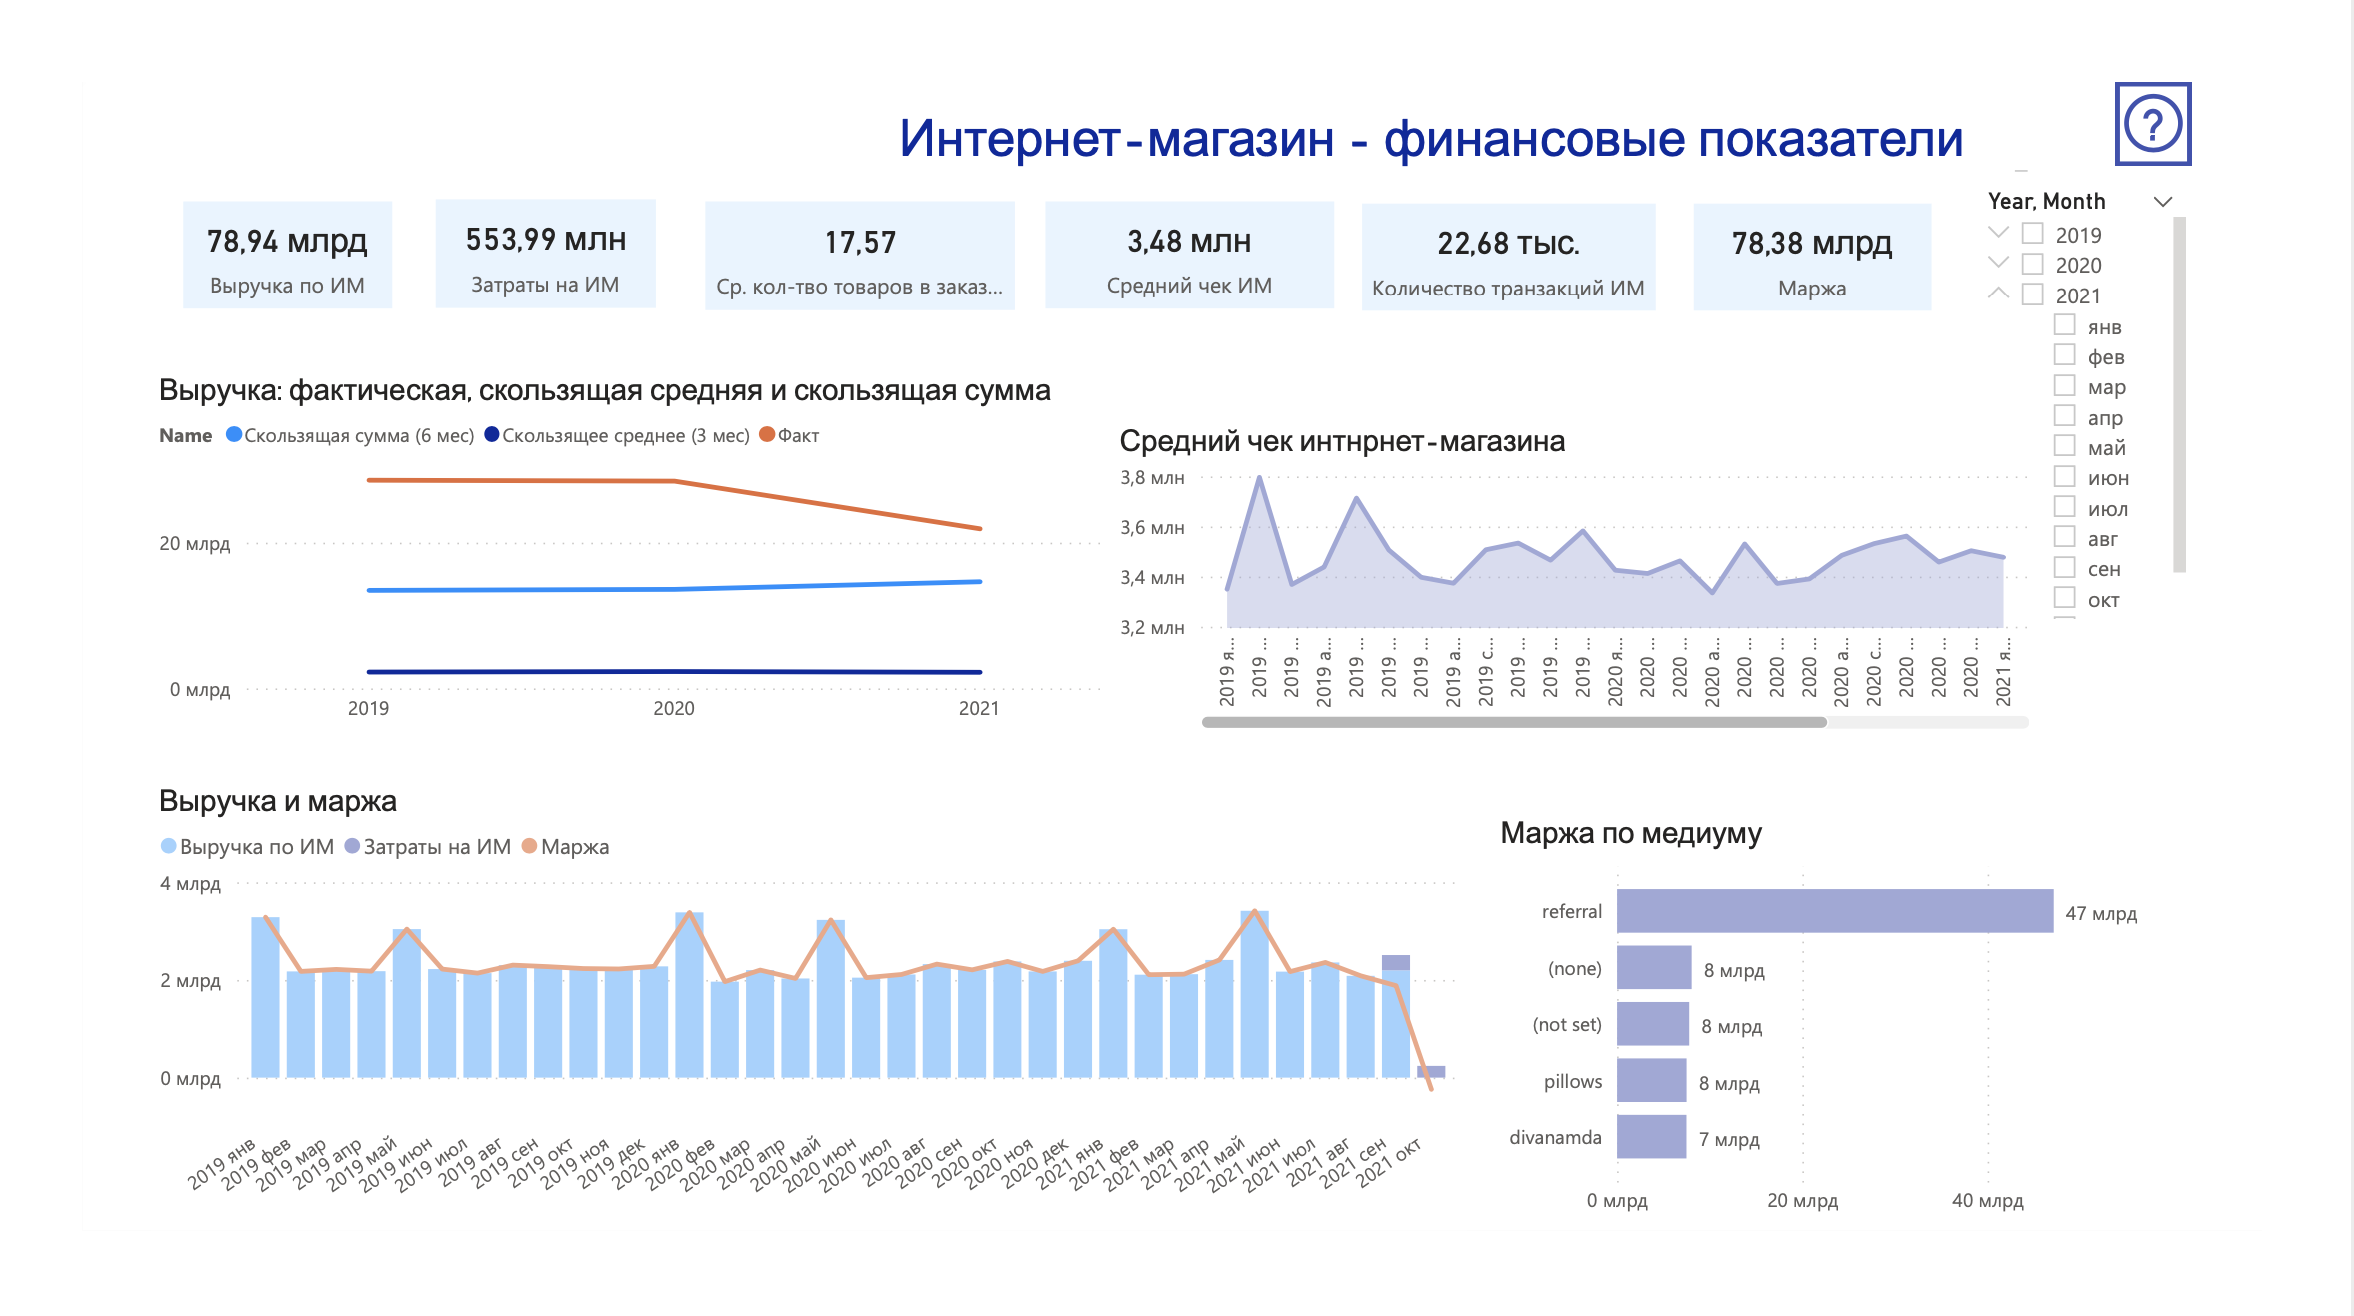 Интернет-магазин - финансовые показатели
?
78,94 млрд
Выручка по ИМ
553,99 млн
Затраты на ИМ
17,57
Ср. кол-тво товаров в заказ...
3,48 млн
Средний чек ИМ
22,68 тыс.
Количество транзакций ИМ
78,38 млрд
Маржа
Year, Month
2019
2020
2021
янв
фев
мар
апр
май
июн
июл
авг
сен
окт
Выручка: фактическая, скользящая средняя и скользящая сумма
Name Скользящая сумма (6 мес) Скользящее среднее (3 мес) Факт
20 млрд
0 млрд
2019 2020 2021
Средний чек интнрнет-магазина
3,8 млн
3,6 млн
3,4 млн
3,2 млн
2019 я...
2019 ...
2019 ...
2019 а...
2019 ...
2019 ...
2019 ...
2019 а...
2019 с...
2019 ...
2019 ...
2019 ...
2020 я...
2020 ...
2020 ...
2020 а...
2020 ...
2020 ...
2020 ...
2020 а...
2020 с...
2020 ...
2020 ...
2020 ...
2021 я...
Выручка и маржа
Выручка по ИМ Затраты на ИМ Маржа
4 млрд
2 млрд
0 млрд
2019 янв
2019 фев
2019 мар
2019 апр
2019 май
2019 июн
2019 июл
2019 авг
2019 сен
2019 окт
2019 ноя
2019 дек
2020 янв
2020 фев
2020 мар
2020 апр
2020 май
2020 июн
2020 июл
2020 авг
2020 сен
2020 окт
2020 ноя
2020 дек
2021 янв
2021 фев
2021 мар
2021 апр
2021 май
2021 июн
2021 июл
2021 авг
2021 сен
2021 окт
Маржа по медиуму
referral 47 млрд
(none) 8 млрд
(not set) 8 млрд
pillows 8 млрд
divanamda 7 млрд
0 млрд 20 млрд 40 млрд